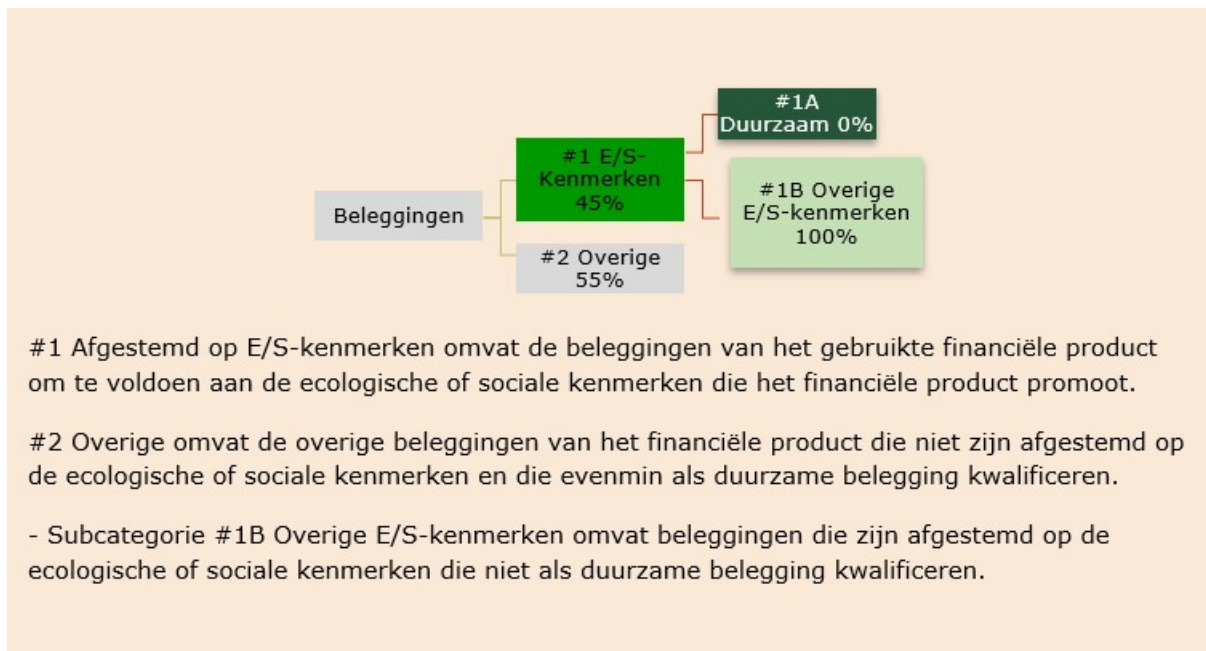 #1A
Duurzaam 0%
#1 E/S-
Kenmerken
45%
#1B Overige
E/S-kenmerken
100%
Beleggingen
#2 Overige
55%
#1 Afgestemd op E/S-kenmerken omvat de beleggingen van het gebruikte financiële product
om te voldoen aan de ecologische of sociale kenmerken die het financiële product promoot.
#2 Overige omvat de overige beleggingen van het financiële product die niet zijn afgestemd op
de ecologische of sociale kenmerken en die evenmin als duurzame belegging kwalificeren.
- Subcategorie #1B Overige E/S-kenmerken omvat beleggingen die zijn afgestemd op de
ecologische of sociale kenmerken die niet als duurzame belegging kwalificeren.